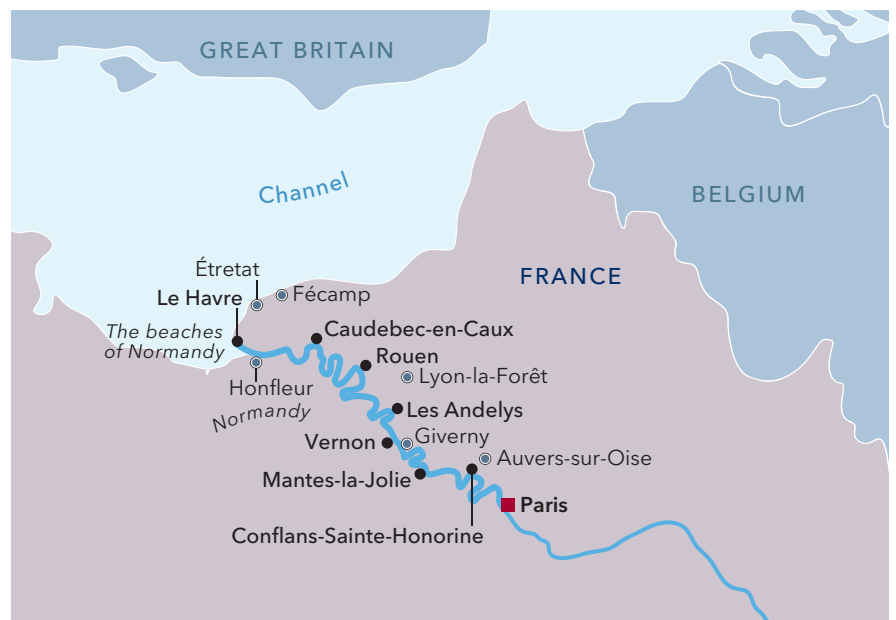 GREAT BRITAIN
Channel
BELGIUM
FRANCE
Étretat
Le Havre
Fécamp
The beaches
of Normandy
Caudebec-en-Caux
Rouen
Lyon-la-Forêt
Honfleur
Normandy
Les Andelys
Vernon
Giverny
Auvers-sur-Oise
Mantes-la-Jolie
Paris
Conflans-Sainte-Honorine